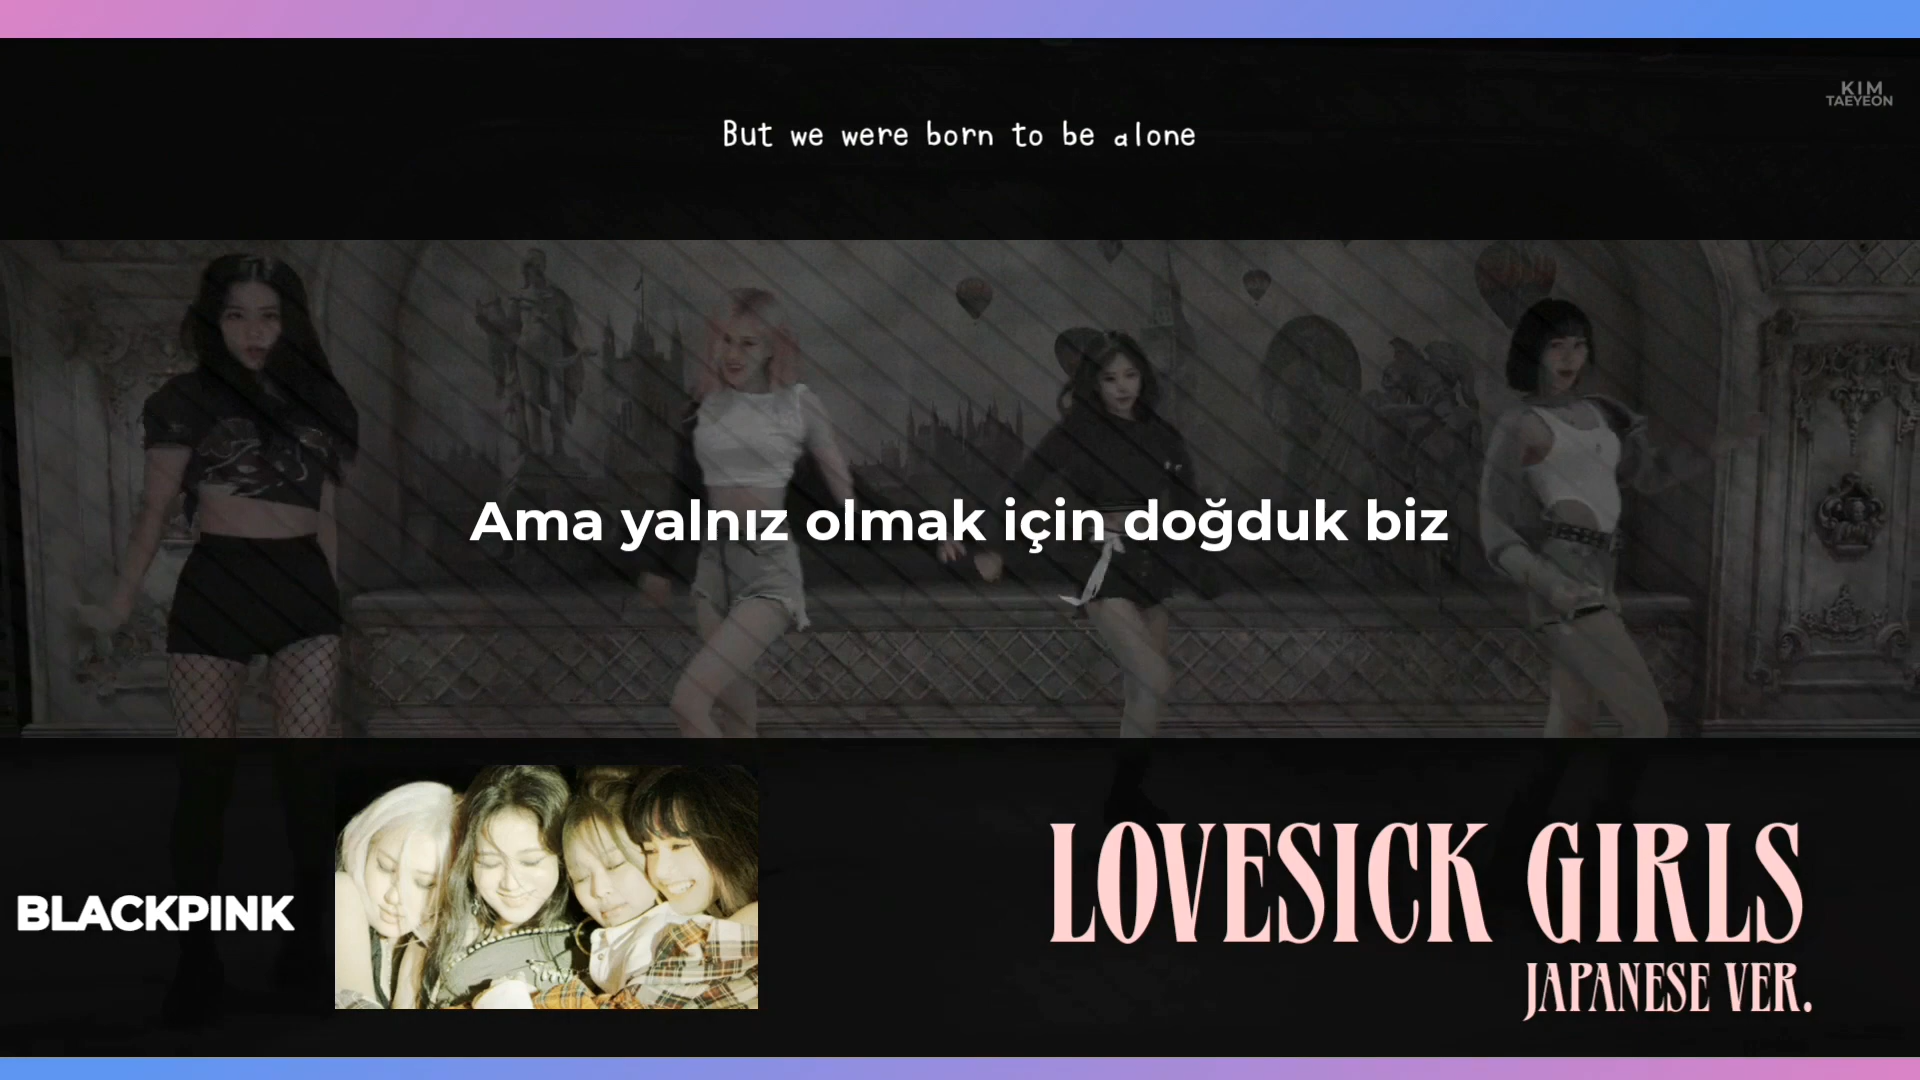 KIM
TAEYEON
But we were born to be alone
Ama yalnız olmak için doğduk biz
BLACKPINK
LOVESICK GIRLS
JAPANESE VER.